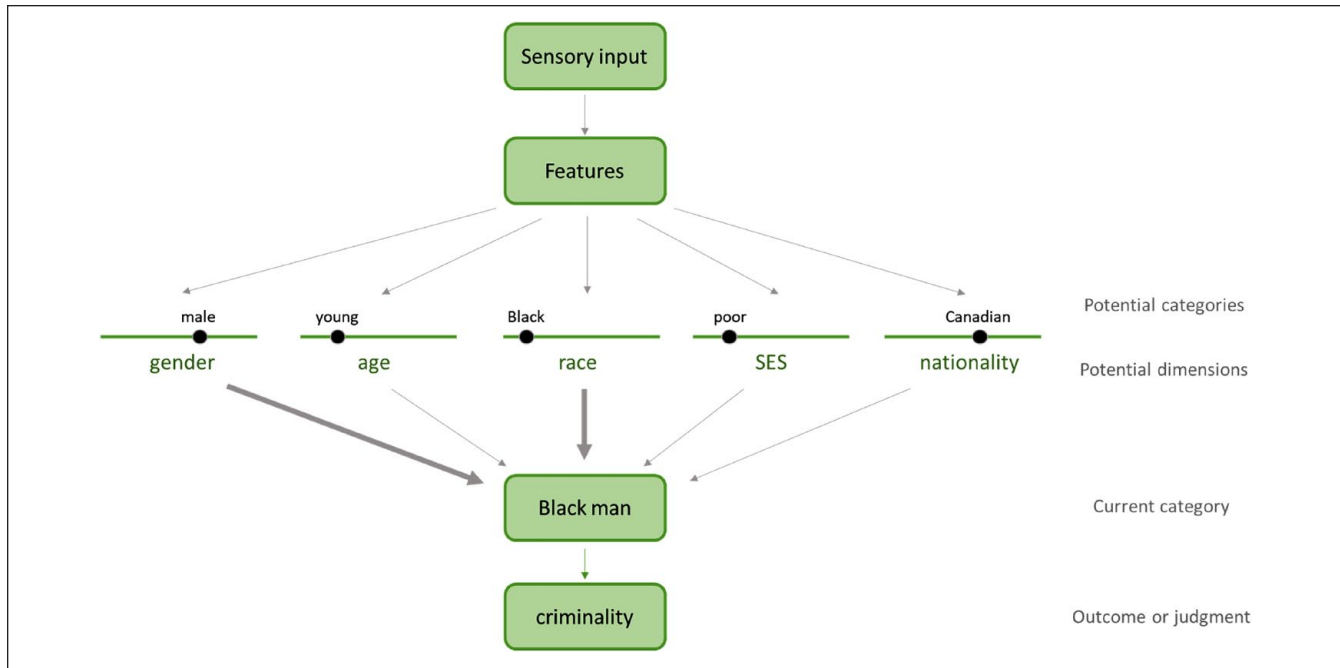 Sensory input
Features
male
young
Black
poor
Canadian
Potential categories
gender
age
race
SES
nationality
Potential dimensions
Black man
Current category
criminality
Outcome or judgment